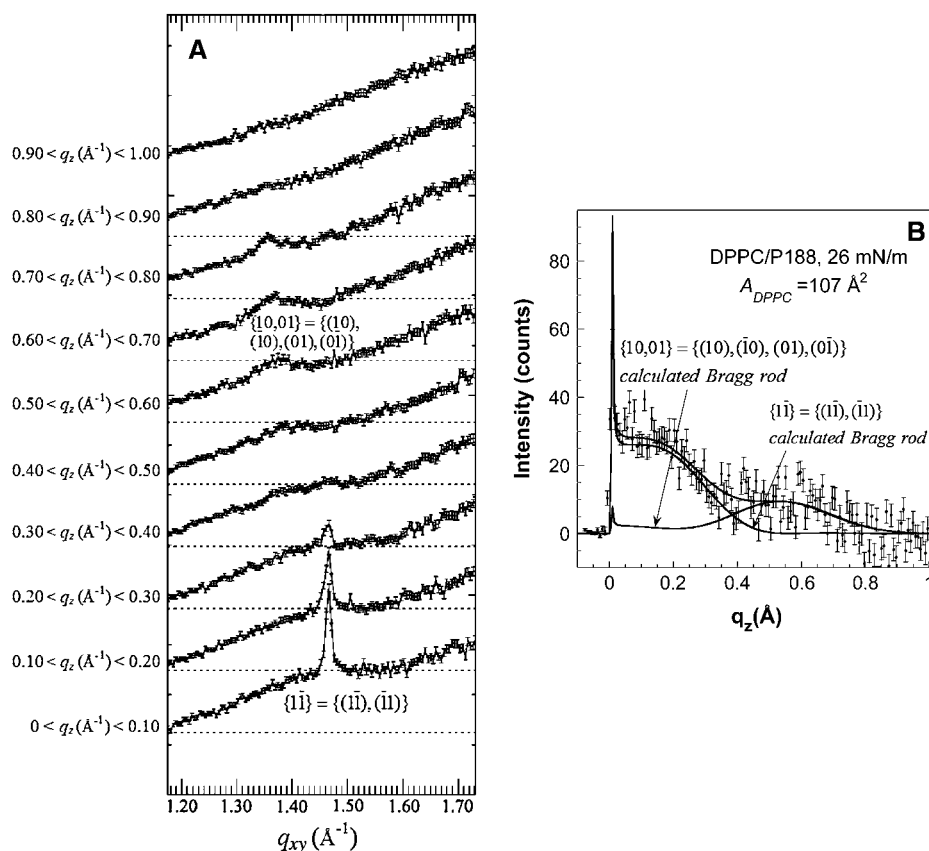 A
0.90 < q_z (Å⁻¹) < 1.00
0.80 < q_z (Å⁻¹) < 0.90
0.70 < q_z (Å⁻¹) < 0.80
0.60 < q_z (Å⁻¹) < 0.70
0.50 < q_z (Å⁻¹) < 0.60
0.40 < q_z (Å⁻¹) < 0.50
0.30 < q_z (Å⁻¹) < 0.40
0.20 < q_z (Å⁻¹) < 0.30
0.10 < q_z (Å⁻¹) < 0.20
0 < q_z (Å⁻¹) < 0.10
{10,01} = {(10),
(1̄0), (01), (01̄)}
{11̄} = {(11̄), (1̄1)}
1.20 1.30 1.40 1.50 1.60 1.70
q_xy (Å⁻¹)
B
DPPC/P188, 26 mN/m
A_DPPC =107 Å²
{10,01} = {(10), (1̄0), (01), (01̄)}
calculated Bragg rod
{11̄} = {(11̄), (1̄1)}
calculated Bragg rod
Intensity (counts)
80
60
40
20
0
0 0.2 0.4 0.6 0.8 1
q_z(Å)